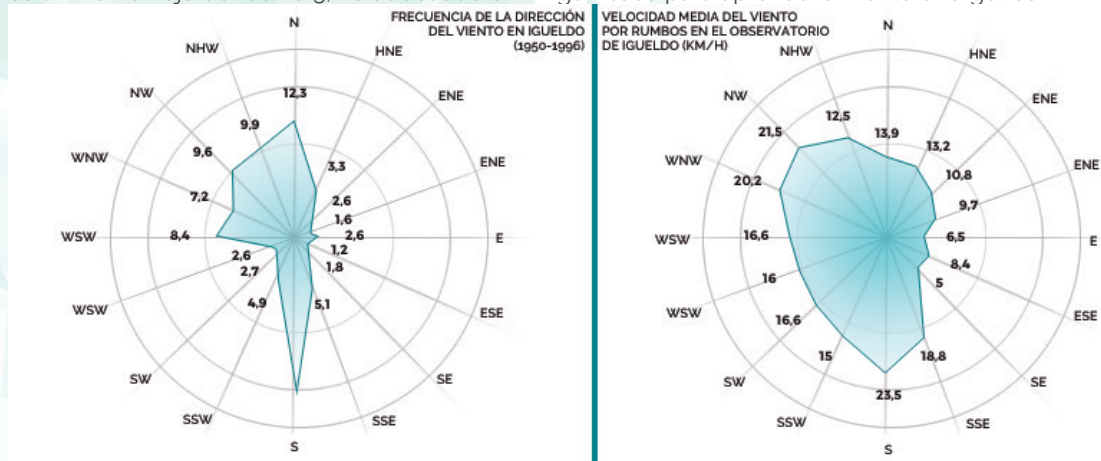 FRECUENCIA DE LA DIRECCIÓN
DEL VIENTO EN IGUELDO
(1950-1996)
N
HNE
ENE
ENE
E
ESE
SE
SSE
S
SSW
SW
WSW
WSW
WNW
NW
NHW
12,3
3,3
2,6
1,6
2,6
1,2
1,8
5,1
4,9
2,7
2,6
8,4
7,2
9,6
9,9
VELOCIDAD MEDIA DEL VIENTO
POR RUMBOS EN EL OBSERVATORIO
DE IGUELDO (KM/H)
N
HNE
ENE
ENE
E
ESE
SE
SSE
S
SSW
SW
WSW
WSW
WNW
NW
NHW
13,9
13,2
10,8
9,7
6,5
8,4
5
18,8
23,5
15
16,6
16
16,6
20,2
21,5
12,5